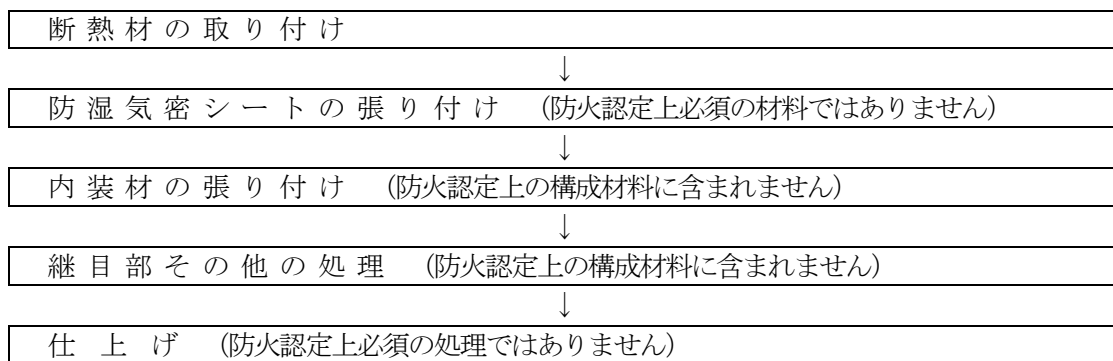 断熱材の取り付け
↓
防湿気密シートの張り付け (防火認定上必須の材料ではありません)
↓
内装材の張り付け (防火認定上の構成材料に含まれません)
↓
継目部その他の処理 (防火認定上の構成材料に含まれません)
↓
仕上げ (防火認定上必須の処理ではありません)